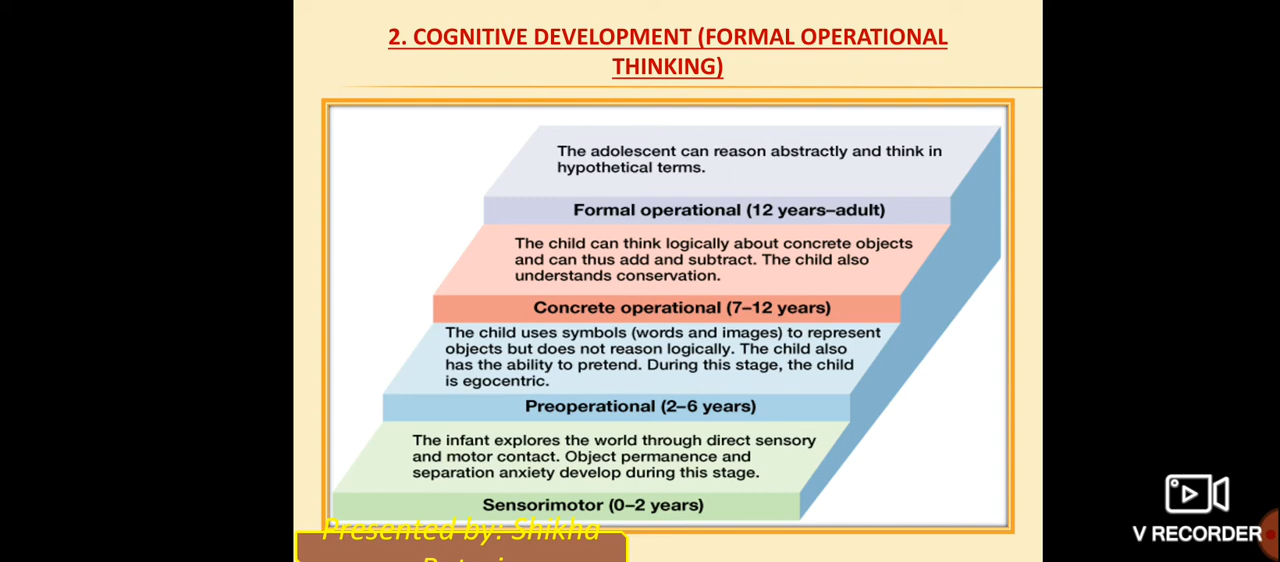 2. COGNITIVE DEVELOPMENT (FORMAL OPERATIONAL
THINKING)
The adolescent can reason abstractly and think in
hypothetical terms.
Formal operational (12 years–adult)
The child can think logically about concrete objects
and can thus add and subtract. The child also
understands conservation.
Concrete operational (7–12 years)
The child uses symbols (words and images) to represent
objects but does not reason logically. The child also
has the ability to pretend. During this stage, the child
is egocentric.
Preoperational (2–6 years)
The infant explores the world through direct sensory
and motor contact. Object permanence and
separation anxiety develop during this stage.
Sensorimotor (0–2 years)
Presented by: Shikha
V RECORDER